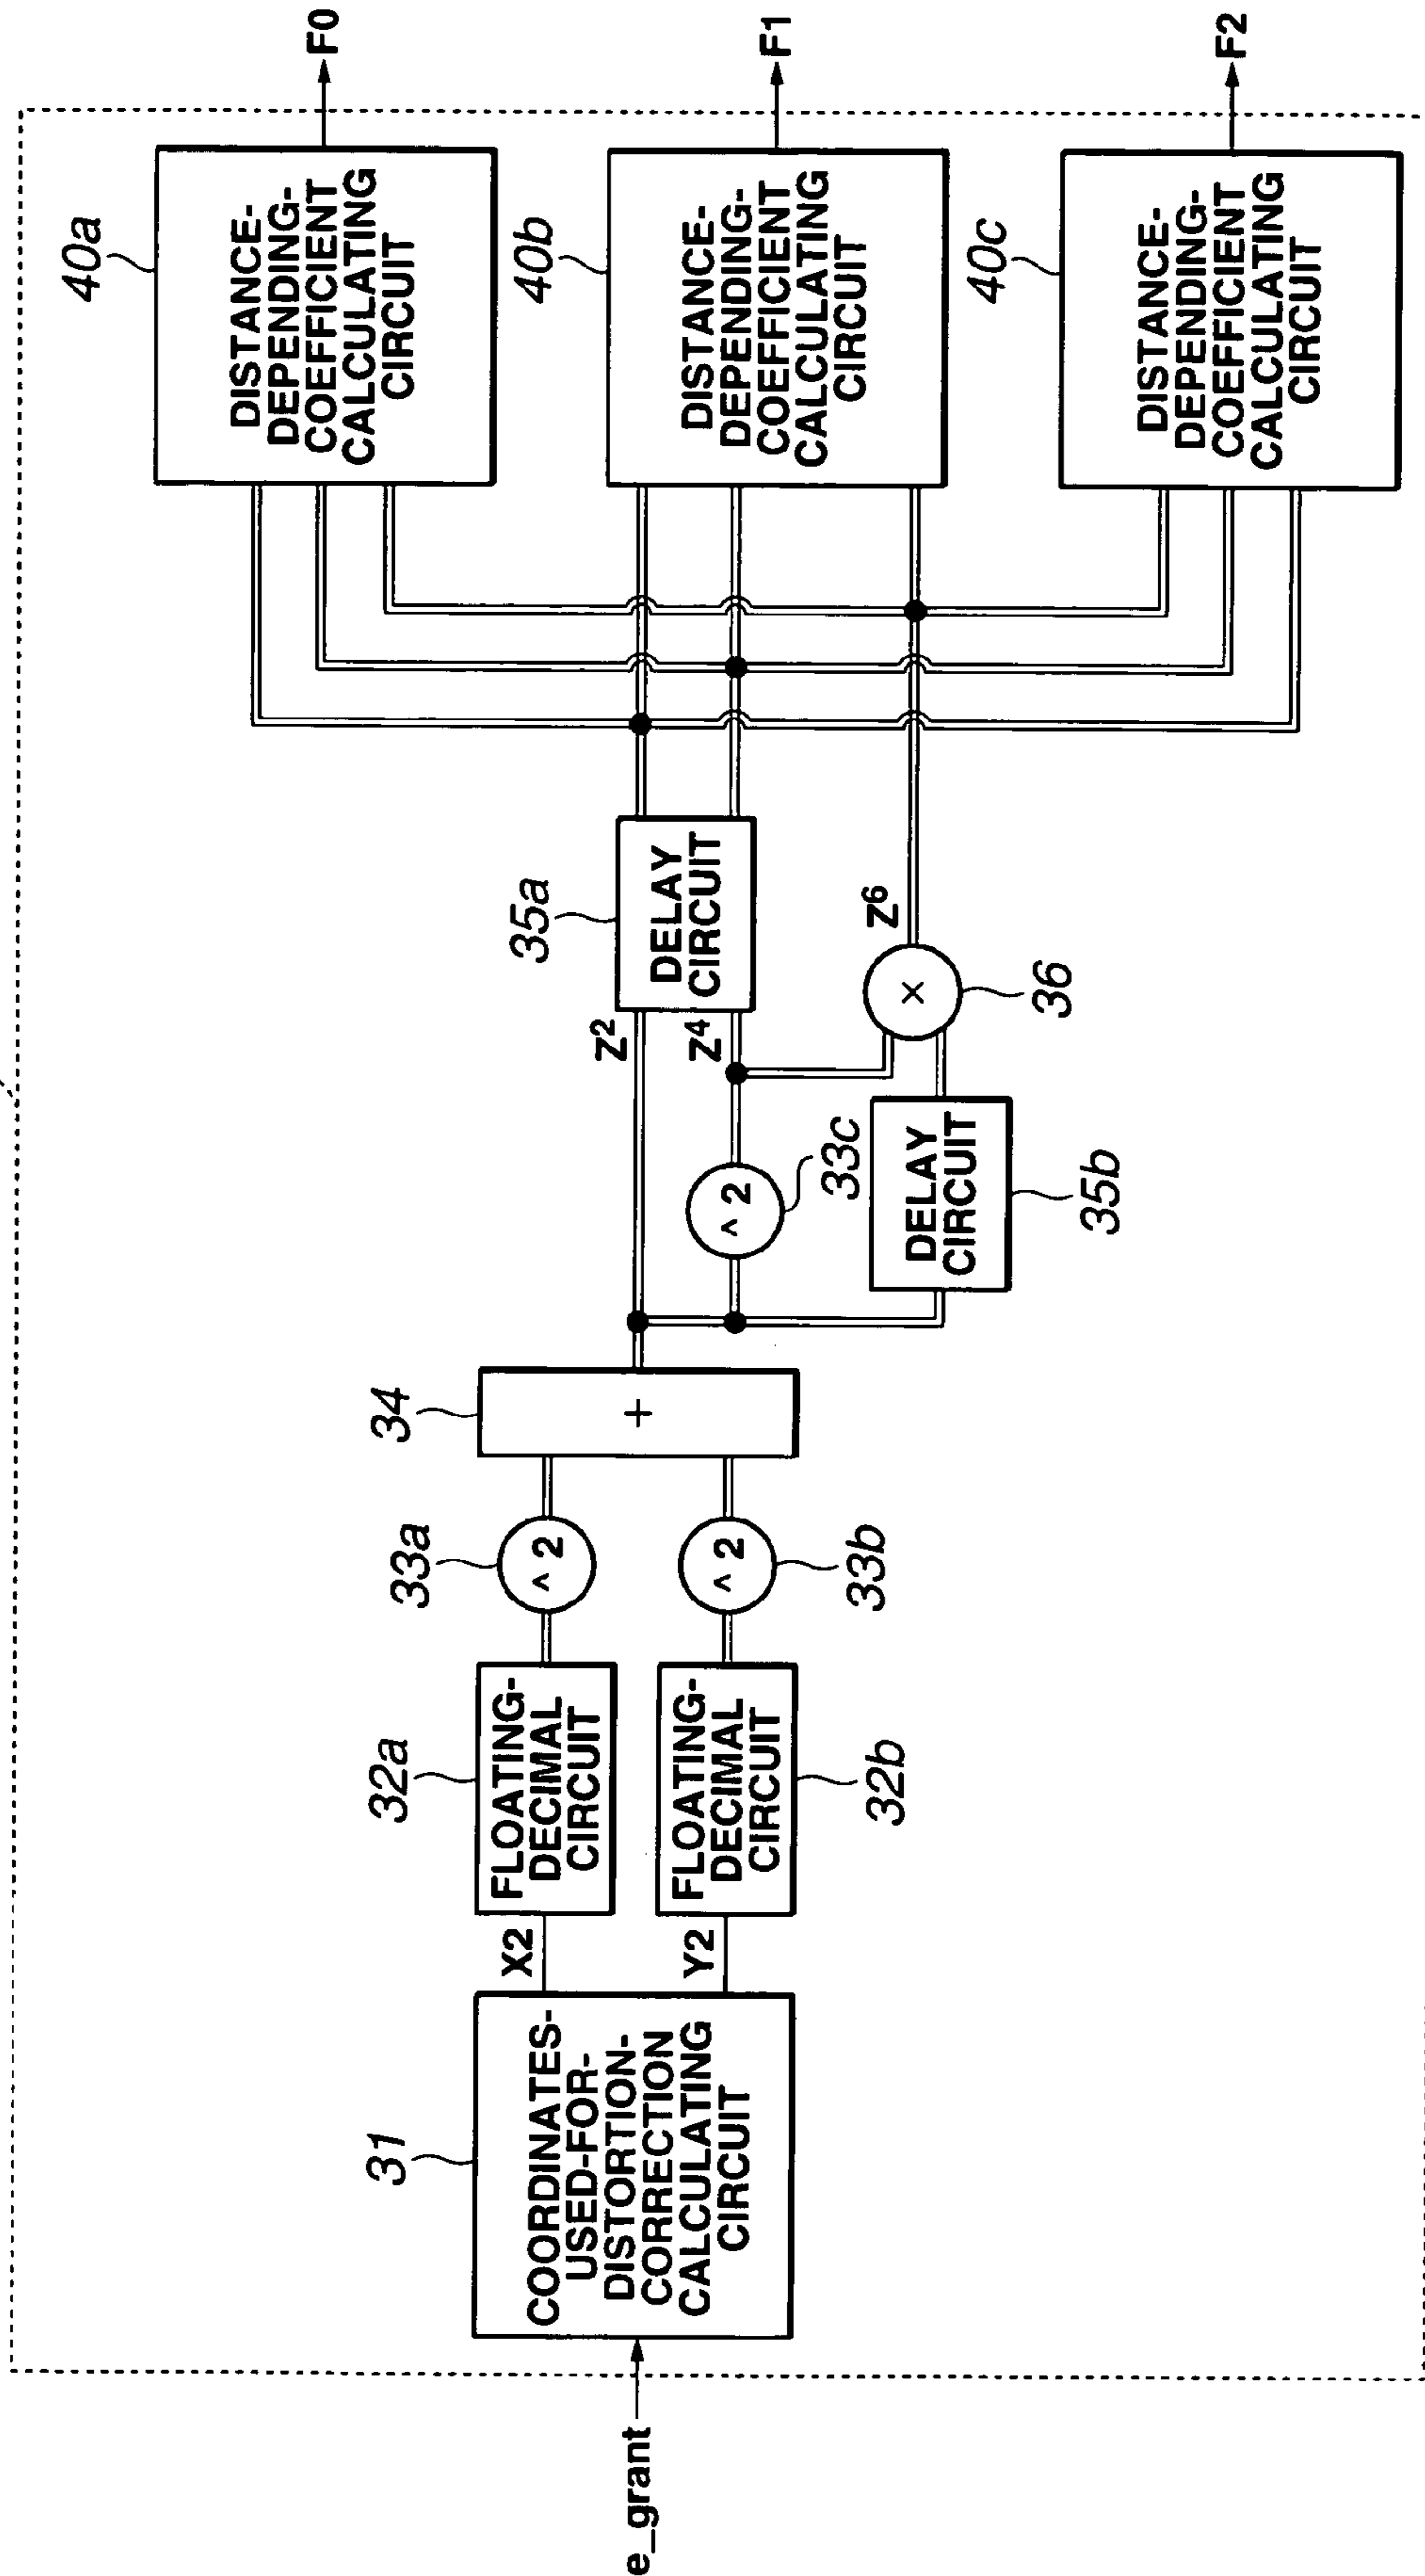 e_grant
31
COORDINATES-
USED-FOR-
DISTORTION-
CORRECTION
CALCULATING
CIRCUIT
X2
Y2
32a
FLOATING-
DECIMAL
CIRCUIT
32b
FLOATING-
DECIMAL
CIRCUIT
33a
^ 2
33b
^ 2
34
+
33c
^ 2
35b
DELAY
CIRCUIT
Z²
Z⁴
35a
DELAY
CIRCUIT
36
×
Z⁶
40a
DISTANCE-
DEPENDING-
COEFFICIENT
CALCULATING
CIRCUIT
F0
40b
DISTANCE-
DEPENDING-
COEFFICIENT
CALCULATING
CIRCUIT
F1
40c
DISTANCE-
DEPENDING-
COEFFICIENT
CALCULATING
CIRCUIT
F2